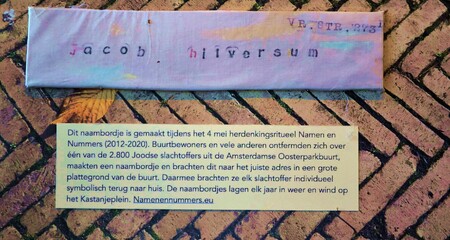 VR.STR.273¹
jacob. hilversum
Dit naambordje is gemaakt tijdens het 4 mei herdenkingsritueel Namen en
Nummers (2012-2020). Buurtbewoners en vele anderen ontfermden zich over
één van de 2.800 Joodse slachtoffers uit de Amsterdamse Oosterparkbuurt,
maakten een naambordje en brachten dit naar het juiste adres in een grote
plattegrond van de buurt. Daarmee brachten ze elk slachtoffer individueel
symbolisch terug naar huis. De naambordjes lagen elk jaar in weer en wind op
het Kastanjeplein. Namenennummers.eu